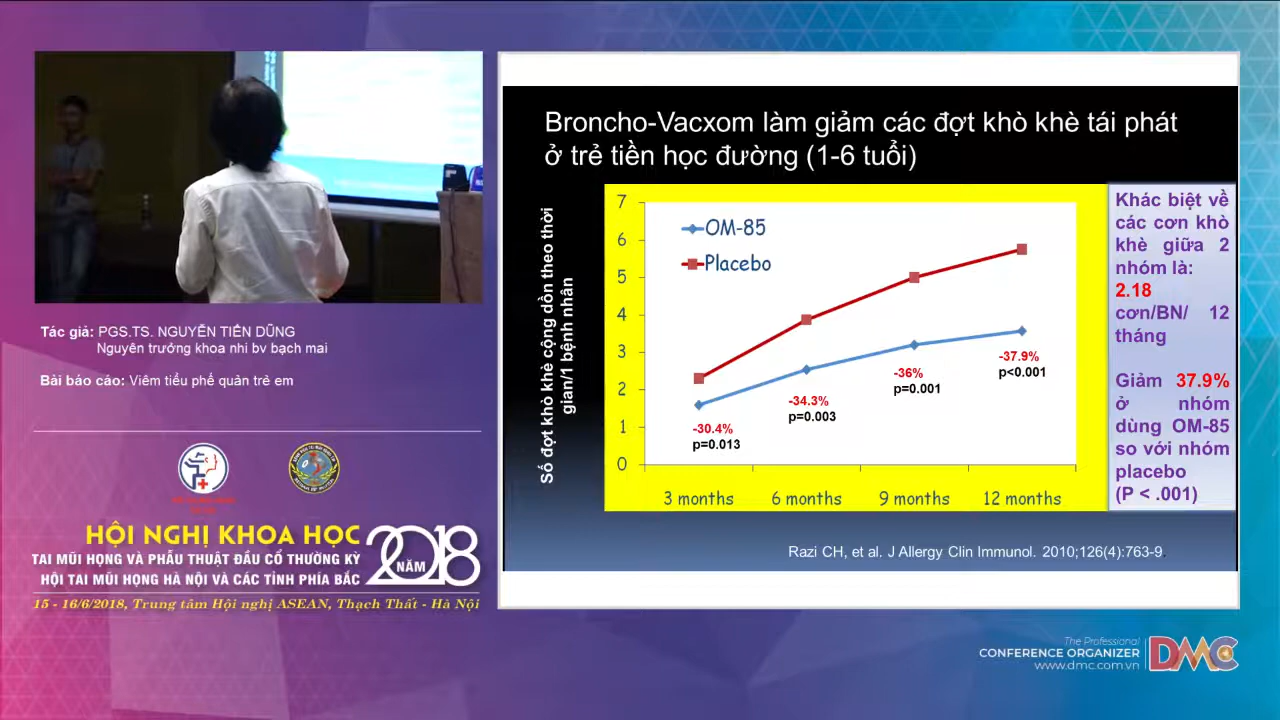 Broncho-Vacxom làm giảm các đợt khò khè tái phát
ở trẻ tiền học đường (1-6 tuổi)
Số đợt khò khè cộng dồn theo thời
gian/1 bệnh nhân
7
6
5
4
3
2
1
0
OM-85
Placebo
-30.4%
p=0.013
-34.3%
p=0.003
-36%
p=0.001
-37.9%
p<0.001
3 months
6 months
9 months
12 months
Khác biệt về
các cơn khò
khè giữa 2
nhóm là:
2.18
cơn/BN/ 12
tháng
Giảm 37.9%
ở nhóm
dùng OM-85
so với nhóm
placebo
(P < .001)
Razi CH, et al. J Allergy Clin Immunol. 2010;126(4):763-9.
Tác giả: PGS.TS. NGUYỄN TIẾN DŨNG
Nguyên trưởng khoa nhi bv bạch mai
Bài báo cáo: Viêm tiểu phế quản trẻ em
HỘI NGHỊ KHOA HỌC
TAI MŨI HỌNG VÀ PHẪU THUẬT ĐẦU CỔ THƯỜNG KỲ
HỘI TAI MŨI HỌNG HÀ NỘI VÀ CÁC TỈNH PHÍA BẮC
NĂM 2018
15 - 16/6/2018, Trung tâm Hội nghị ASEAN, Thạch Thất - Hà Nội
The Professional
CONFERENCE ORGANIZER
www.dmc.com.vn
DMC